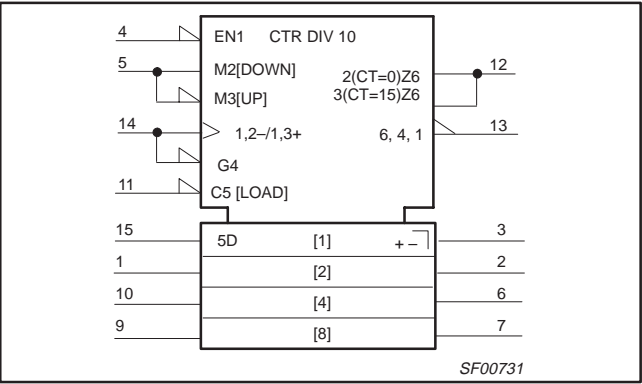 4 EN1 CTR DIV 10
5 M2[DOWN] 2(CT=0)Z6 12
M3[UP] 3(CT=15)Z6
14 1,2–/1,3+ 6, 4, 1 13
G4
11 C5 [LOAD]
15 5D [1] + – 3
1 [2] 2
10 [4] 6
9 [8] 7
SF00731